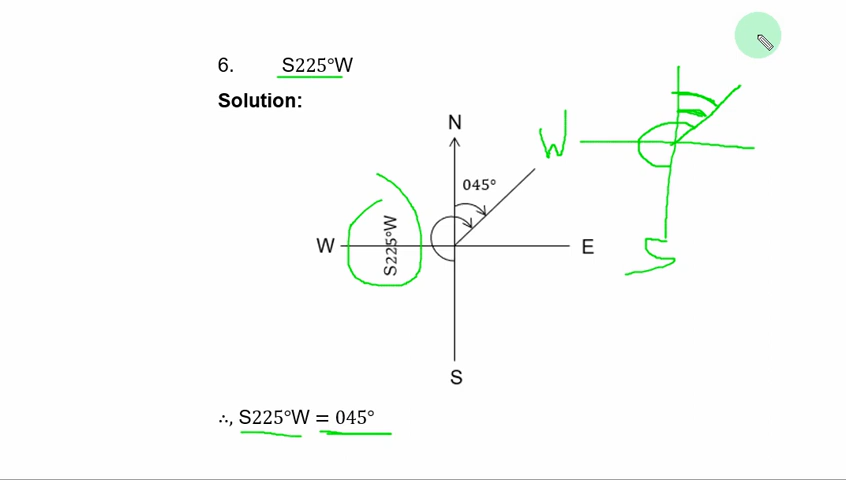 6. S225°W
Solution:
N
W
045°
S225°W
W
E
S
S
∴, S225°W = 045°